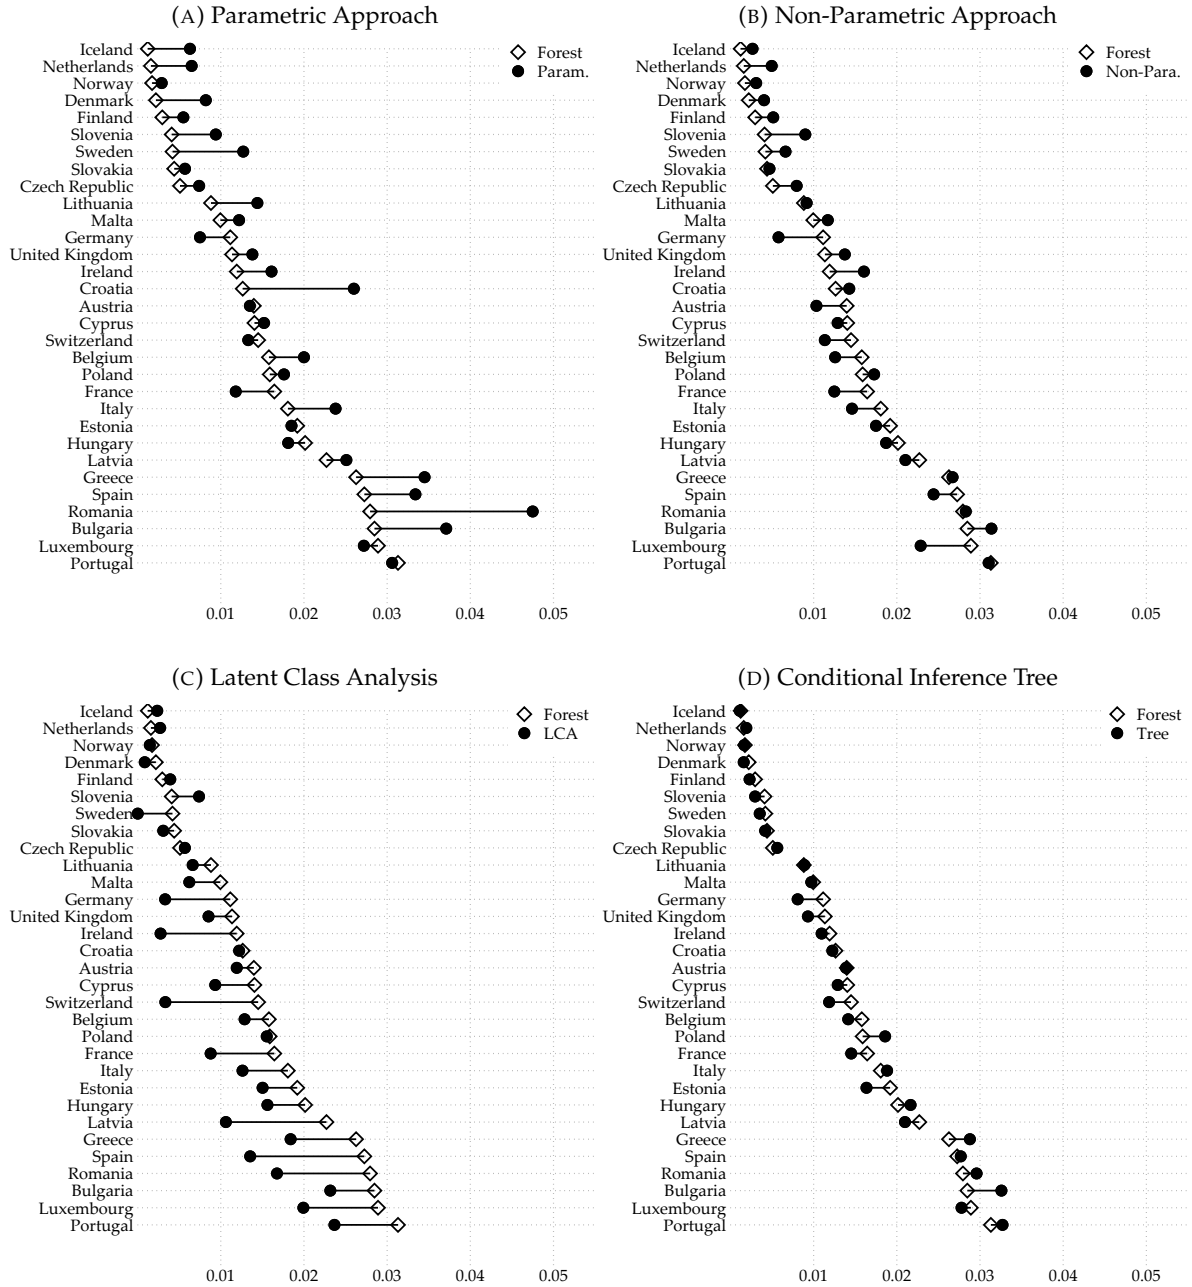 (A) Parametric Approach
Forest
Param.
Iceland
Netherlands
Norway
Denmark
Finland
Slovenia
Sweden
Slovakia
Czech Republic
Lithuania
Malta
Germany
United Kingdom
Ireland
Croatia
Austria
Cyprus
Switzerland
Belgium
Poland
France
Italy
Estonia
Hungary
Latvia
Greece
Spain
Romania
Bulgaria
Luxembourg
Portugal
0.01 0.02 0.03 0.04 0.05
(B) Non-Parametric Approach
Forest
Non-Para.
Iceland
Netherlands
Norway
Denmark
Finland
Slovenia
Sweden
Slovakia
Czech Republic
Lithuania
Malta
Germany
United Kingdom
Ireland
Croatia
Austria
Cyprus
Switzerland
Belgium
Poland
France
Italy
Estonia
Hungary
Latvia
Greece
Spain
Romania
Bulgaria
Luxembourg
Portugal
0.01 0.02 0.03 0.04 0.05
(C) Latent Class Analysis
Forest
LCA
Iceland
Netherlands
Norway
Denmark
Finland
Slovenia
Sweden
Slovakia
Czech Republic
Lithuania
Malta
Germany
United Kingdom
Ireland
Croatia
Austria
Cyprus
Switzerland
Belgium
Poland
France
Italy
Estonia
Hungary
Latvia
Greece
Spain
Romania
Bulgaria
Luxembourg
Portugal
0.01 0.02 0.03 0.04 0.05
(D) Conditional Inference Tree
Forest
Tree
Iceland
Netherlands
Norway
Denmark
Finland
Slovenia
Sweden
Slovakia
Czech Republic
Lithuania
Malta
Germany
United Kingdom
Ireland
Croatia
Austria
Cyprus
Switzerland
Belgium
Poland
France
Italy
Estonia
Hungary
Latvia
Greece
Spain
Romania
Bulgaria
Luxembourg
Portugal
0.01 0.02 0.03 0.04 0.05